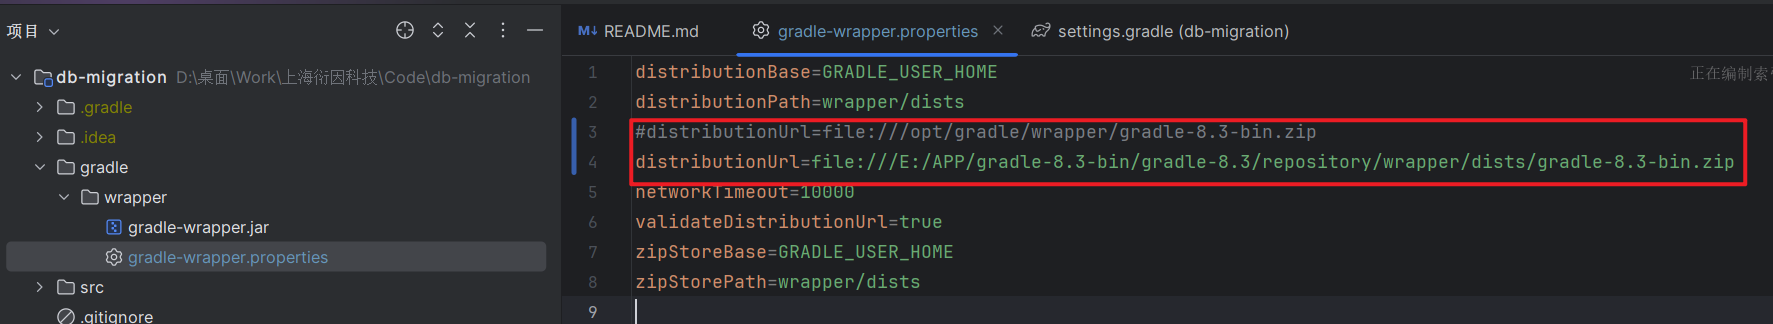 项目
README.md
gradle-wrapper.properties
settings.gradle (db-migration)
db-migration D:\桌面\Work\上海衍因科技\Code\db-migration
.gradle
.idea
gradle
wrapper
gradle-wrapper.jar
gradle-wrapper.properties
src
.gitignore
正在编制索
1 distributionBase=GRADLE_USER_HOME
2 distributionPath=wrapper/dists
3 #distributionUrl=file:///opt/gradle/wrapper/gradle-8.3-bin.zip
4 distributionUrl=file:///E:/APP/gradle-8.3-bin/gradle-8.3/repository/wrapper/dists/gradle-8.3-bin.zip
5 networkTimeout=10000
6 validateDistributionUrl=true
7 zipStoreBase=GRADLE_USER_HOME
8 zipStorePath=wrapper/dists
9